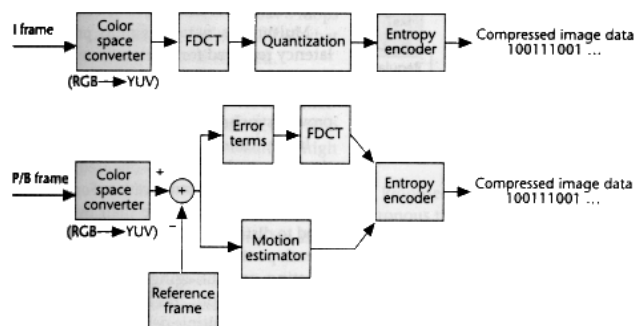 I frame
Color
space
converter
(RGB→YUV)
FDCT
Quantization
Entropy
encoder
Compressed image data
100111001 ...
P/B frame
Color
space
converter
(RGB→YUV)
+
+
−
Reference
frame
Error
terms
FDCT
Motion
estimator
Entropy
encoder
Compressed image data
100111001 ...